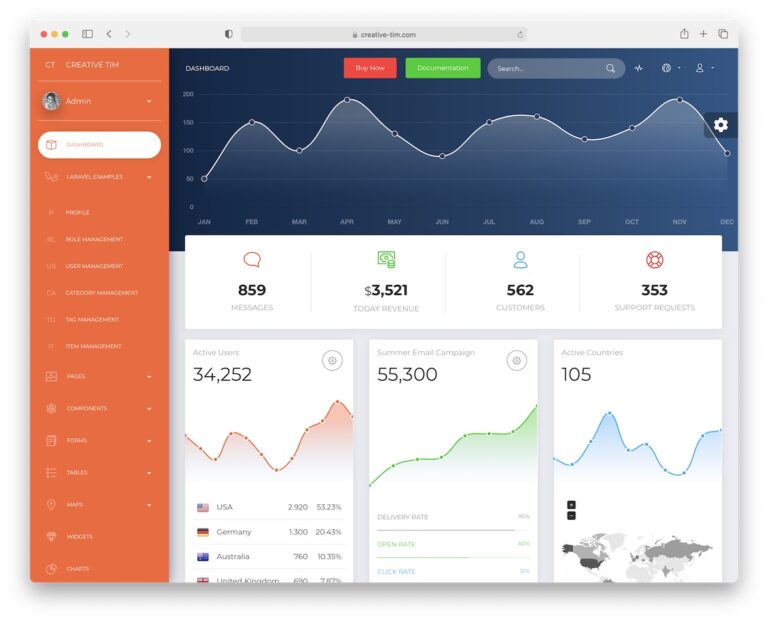 creative-tim.com
CT CREATIVE TIM
Admin
DASHBOARD
LARAVEL EXAMPLES
P PROFILE
RE ROLE MANAGEMENT
US USER MANAGEMENT
CA CATEGORY MANAGEMENT
TG TAG MANAGEMENT
IT ITEM MANAGEMENT
PAGES
COMPONENTS
FORMS
TABLES
MAPS
WIDGETS
CHARTS
DASHBOARD
Buy Now
Documentation
Search...
200
150
100
50
0
JAN FEB MAR APR MAY JUN JUL AUG SEP OCT NOV DEC
859
MESSAGES
$3,521
TODAY REVENUE
562
CUSTOMERS
353
SUPPORT REQUESTS
Active Users
34,252
USA 2.920 53.23%
Germany 1.300 20.43%
Australia 760 10.35%
United Kingdom 690 7.87%
Summer Email Campaign
55,300
DELIVERY RATE 90%
OPEN RATE 60%
CLICK RATE 12%
Active Countries
105
+
−